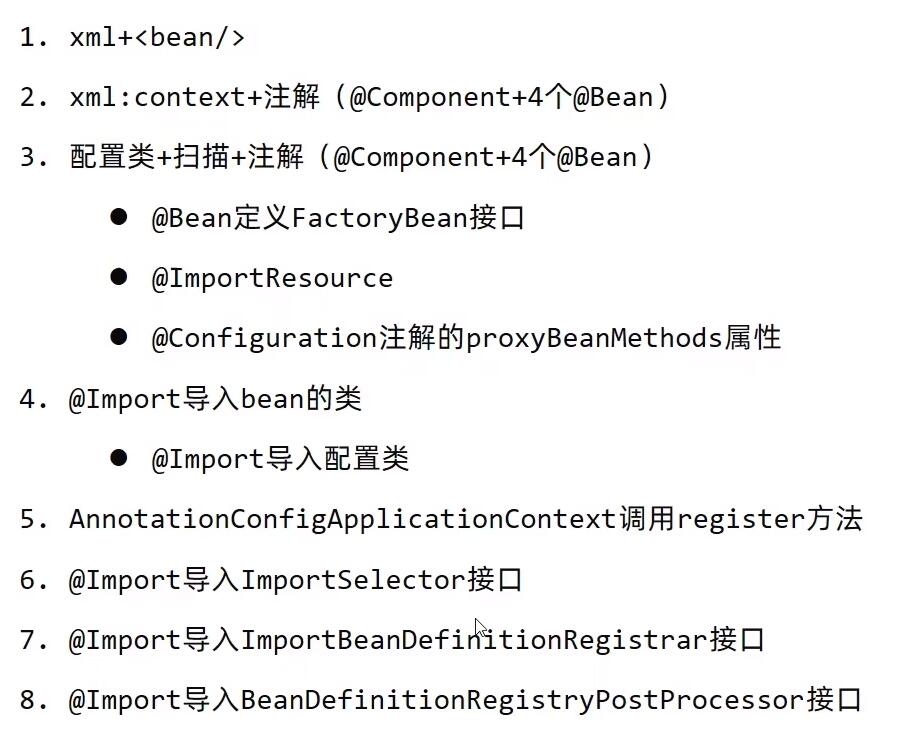 1. xml+<bean/>
2. xml:context+注解（@Component+4个@Bean）
3. 配置类+扫描+注解（@Component+4个@Bean）
● @Bean定义FactoryBean接口
● @ImportResource
● @Configuration注解的proxyBeanMethods属性
4. @Import导入bean的类
● @Import导入配置类
5. AnnotationConfigApplicationContext调用register方法
6. @Import导入ImportSelector接口
7. @Import导入ImportBeanDefinitionRegistrar接口
8. @Import导入BeanDefinitionRegistryPostProcessor接口